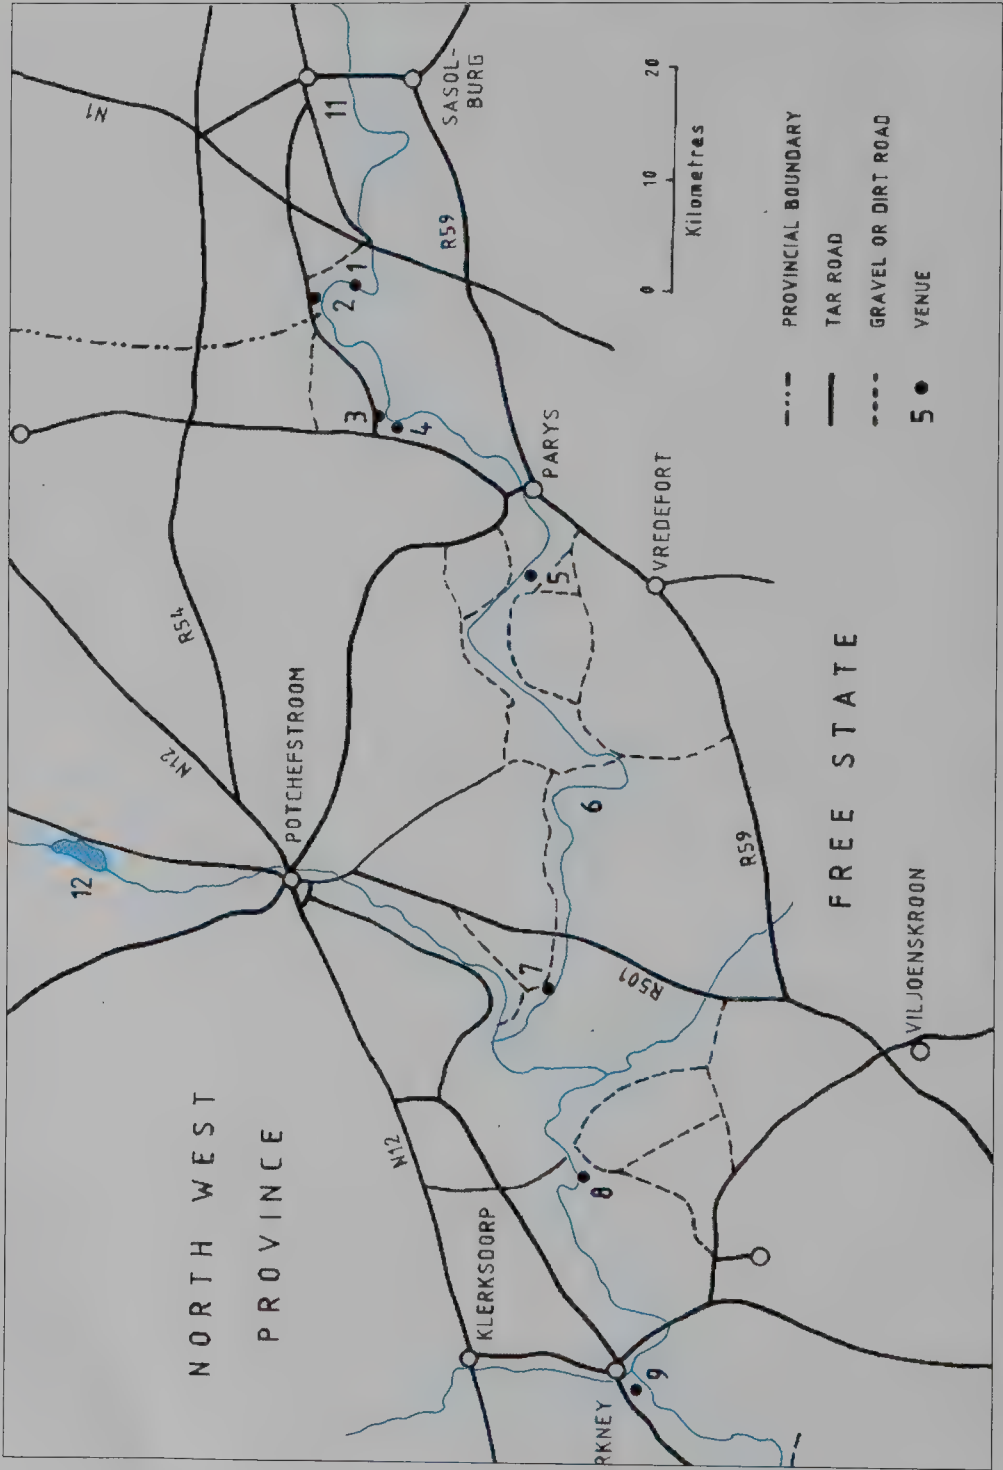 NORTH WEST
PROVINCE
12
N12
R54
N1
POTCHEFSTROOM
N12
KLERKSDORP
RKNEY
9
8
7
R501
6
5
4
3
2
1
11
SASOL-
BURG
R59
PARYS
VREDEFORT
R59
FREE STATE
VILJOENSKROON
0 10 20
Kilometres
PROVINCIAL BOUNDARY
TAR ROAD
GRAVEL OR DIRT ROAD
5 VENUE